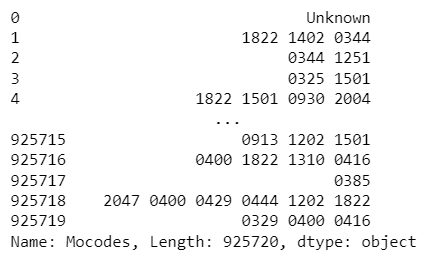 0 Unknown
1 1822 1402 0344
2 0344 1251
3 0325 1501
4 1822 1501 0930 2004
...
925715 0913 1202 1501
925716 0400 1822 1310 0416
925717 0385
925718 2047 0400 0429 0444 1202 1822
925719 0329 0400 0416
Name: Mocodes, Length: 925720, dtype: object